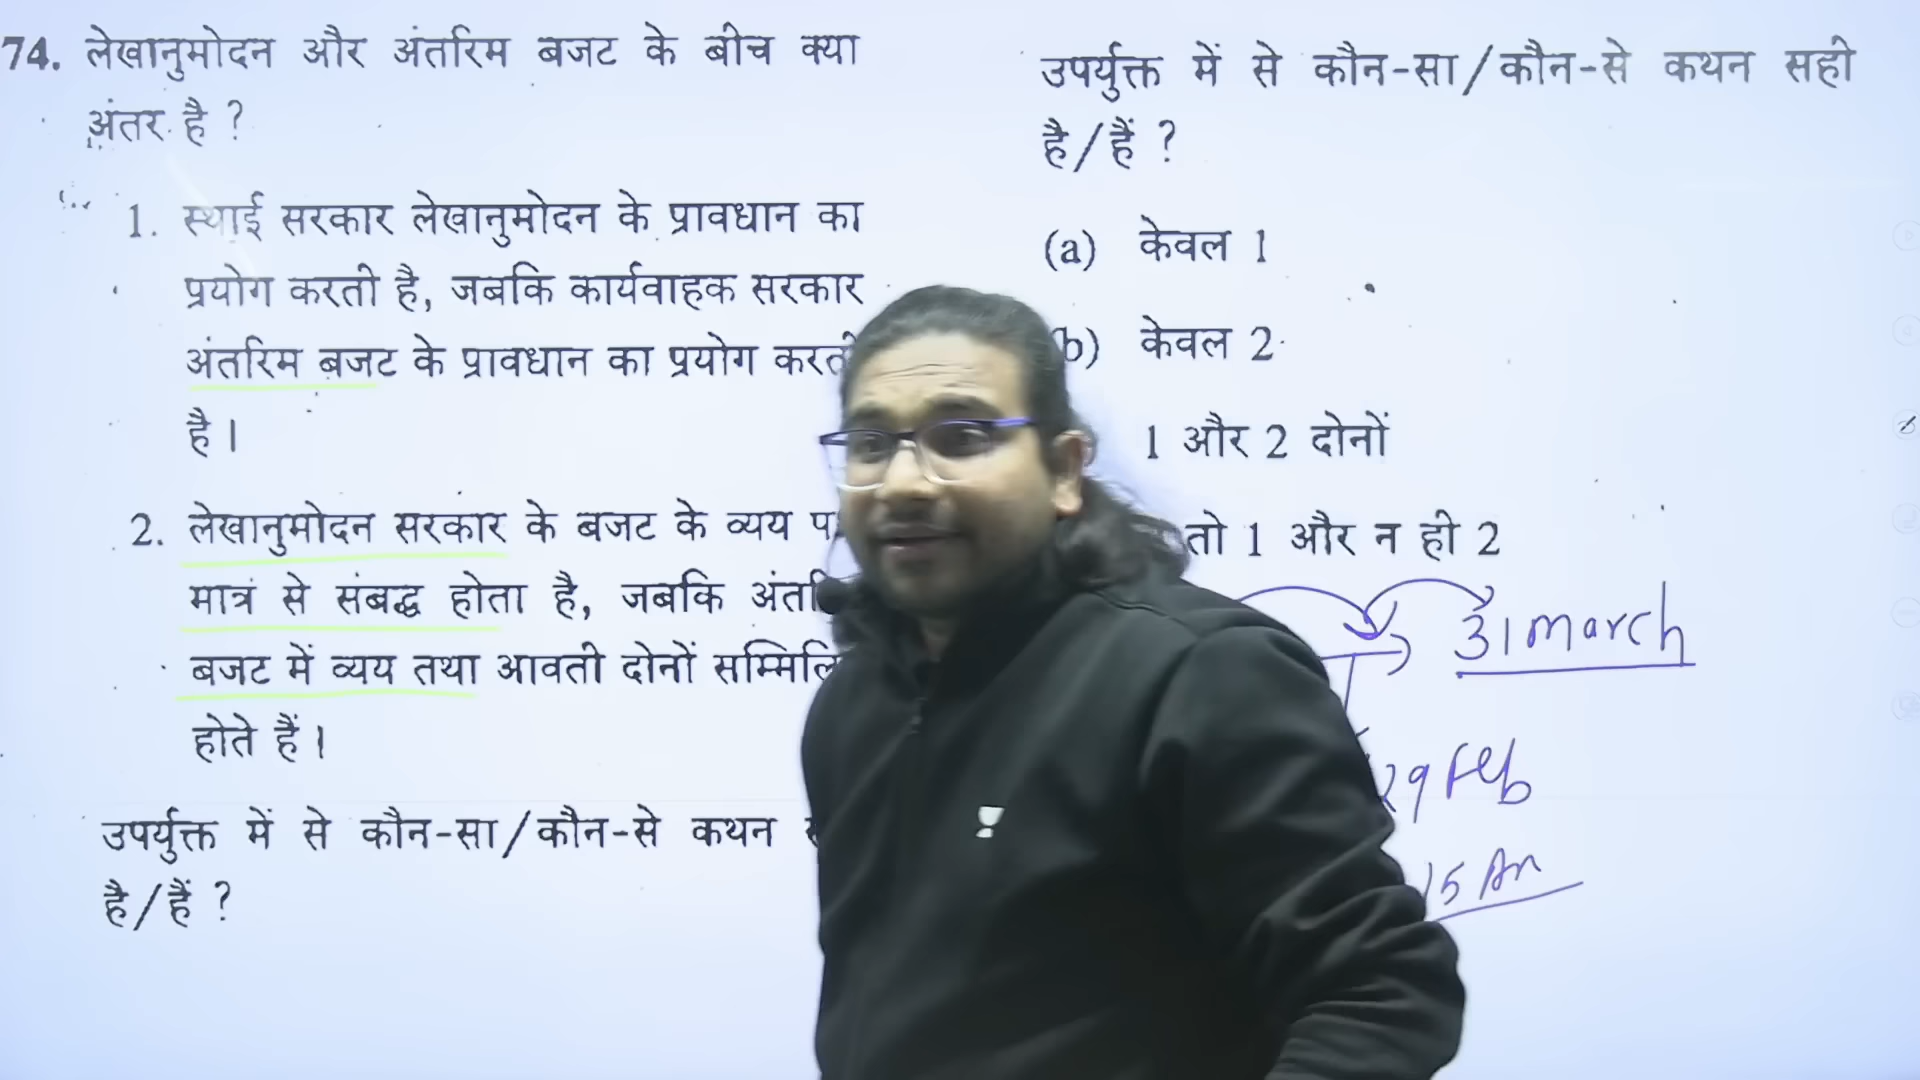 74. लेखानुमोदन और अंतरिम बजट के बीच क्या
अंतर है ?
1. स्थाई सरकार लेखानुमोदन के प्रावधान का
प्रयोग करती है, जबकि कार्यवाहक सरकार
अंतरिम बजट के प्रावधान का प्रयोग
है।
2. लेखानुमोदन सरकार के बजट के व्यय
मात्र से संबद्ध होता है, जबकि
बजट में व्यय तथा आवती दोनों
होते हैं।
उपर्युक्त में से कौन-सा/कौन-से कथन
है/हैं ?
उपर्युक्त में से कौन-सा/कौन-से कथन सही
है/हैं ?
(a) केवल 1
b) केवल 2
1 और 2 दोनों
तो 1 और न ही 2
31 march
29 Feb